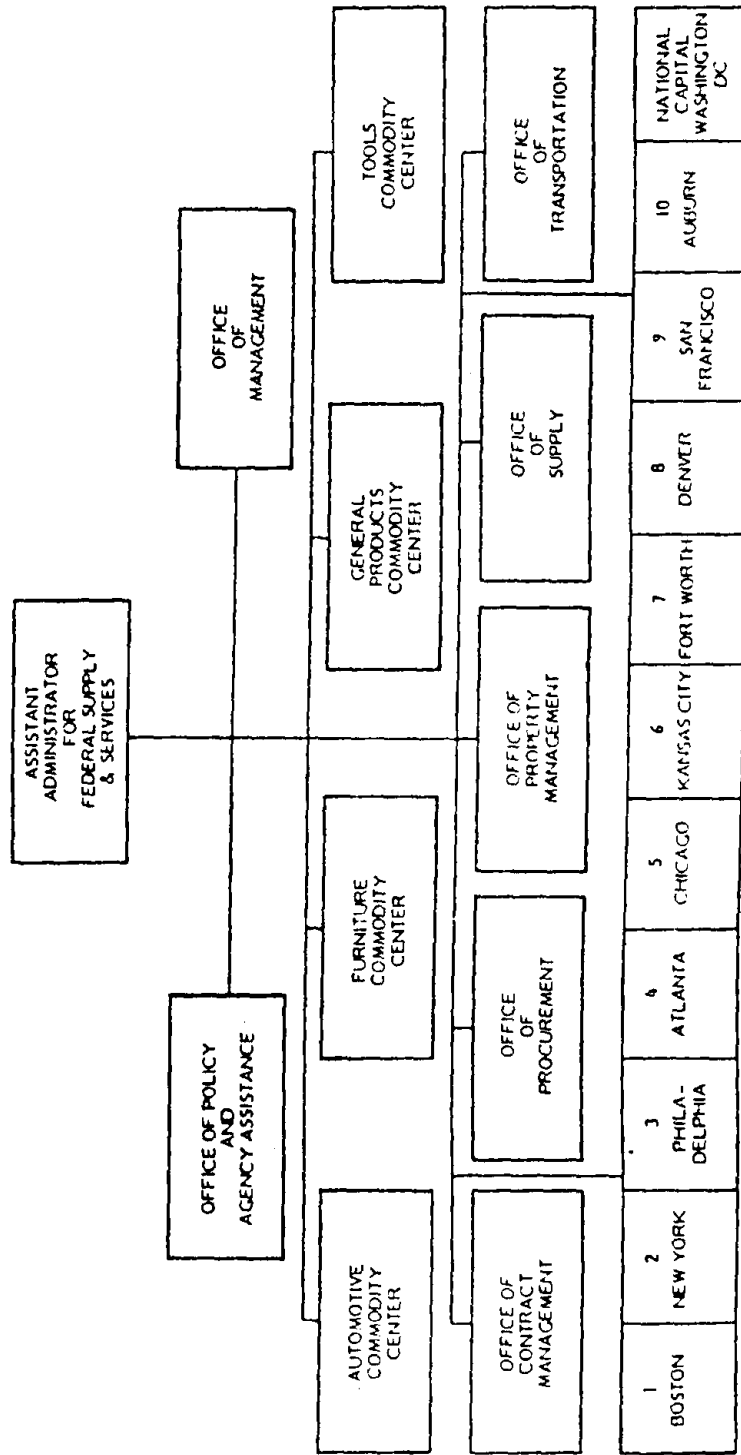 ASSISTANT
ADMINISTRATOR
FOR
FEDERAL SUPPLY
& SERVICES
OFFICE OF POLICY
AND
AGENCY ASSISTANCE
OFFICE
OF
MANAGEMENT
AUTOMOTIVE
COMMODITY
CENTER
FURNITURE
COMMODITY
CENTER
GENERAL
PRODUCTS
COMMODITY
CENTER
TOOLS
COMMODITY
CENTER
OFFICE OF
CONTRACT
MANAGEMENT
OFFICE
OF
PROCUREMENT
OFFICE OF
PROPERTY
MANAGEMENT
OFFICE
OF
SUPPLY
OFFICE
OF
TRANSPORTATION
1
BOSTON
2
NEW YORK
3
PHILA-
DELPHIA
4
ATLANTA
5
CHICAGO
6
KANSAS CITY
7
FORT WORTH
8
DENVER
9
SAN
FRANCISCO
10
AUBURN
NATIONAL
CAPITAL
WASHINGTON
DC